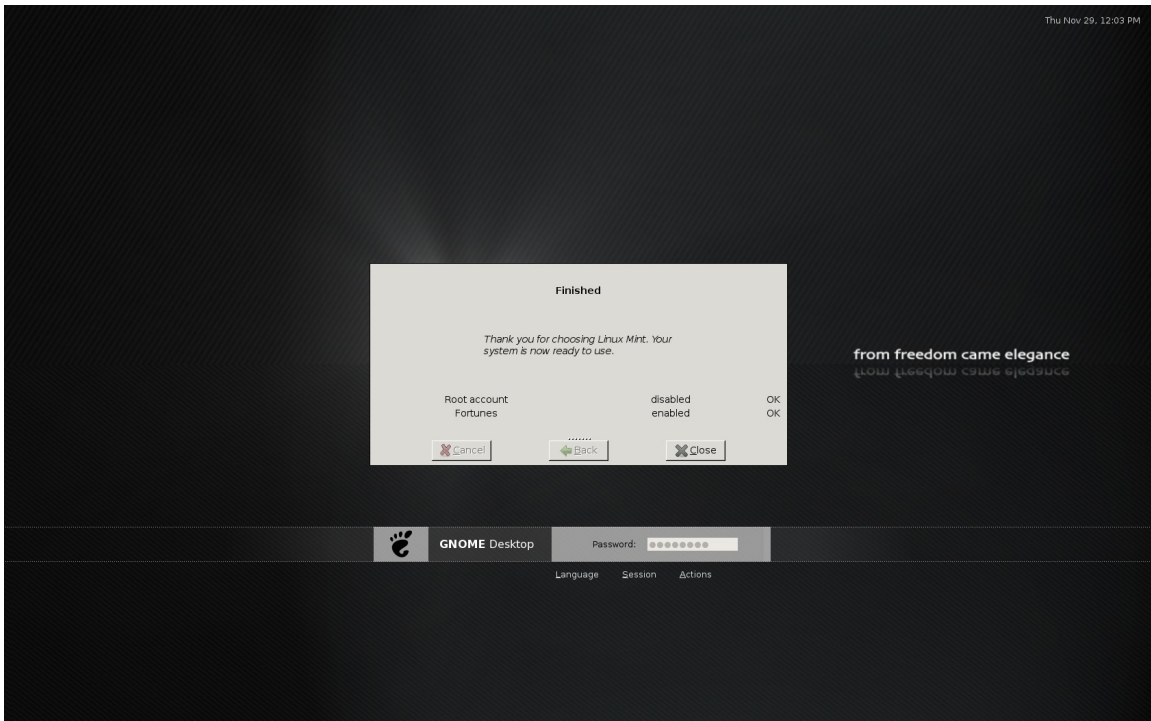 Thu Nov 29, 12:03 PM
Finished
Thank you for choosing Linux Mint. Your
system is now ready to use.
from freedom came elegance
from freedom came elegance
Root account disabled OK
Fortunes enabled OK
Cancel Back Close
GNOME Desktop Password:
Language Session Actions